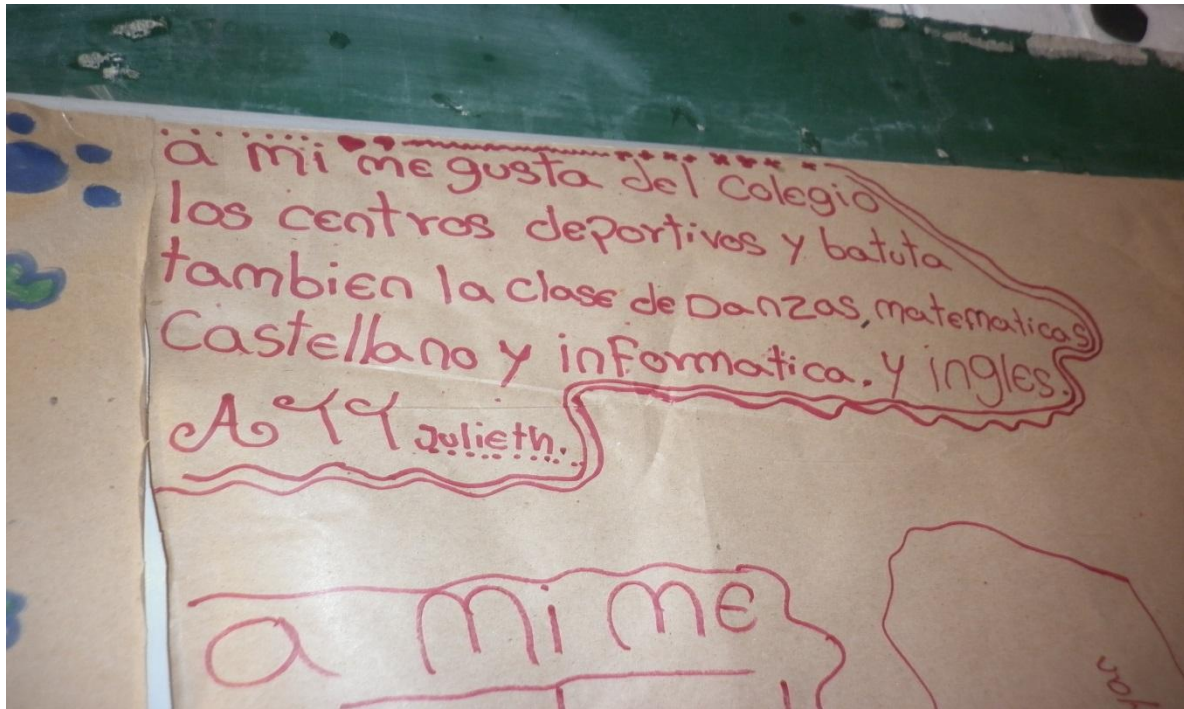 a mi me gusta del colegio
los centros deportivos y batuta
tambien la clase de Danzas, matematicas
Castellano y informatica. y ingles.
Julieth.
a mi me